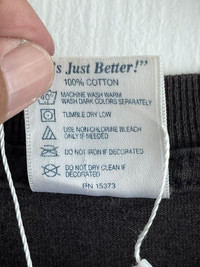 's Just Better!"
100% COTTON
MACHINE WASH WARM
WASH DARK COLORS SEPARATELY
TUMBLE DRY LOW
USE NON-CHLORINE BLEACH
ONLY IF NEEDED
DO NOT IRON IF DECORATED
DO NOT DRY CLEAN IF
DECORATED
RN 15373